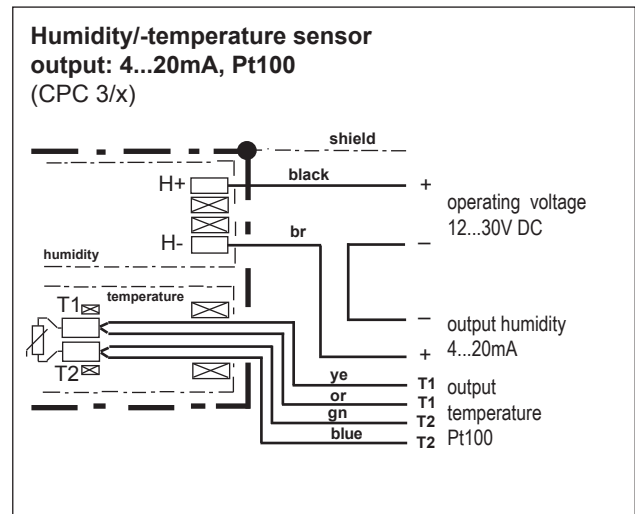 Humidity/-temperature sensor
output: 4...20mA, Pt100
(CPC 3/x)
shield
black
H+
+
operating voltage
12...30V DC
br
H-
–
humidity
temperature
T1
–
output humidity
4...20mA
+
T2
ye
T1
output
or
T1
temperature
gn
T2
Pt100
blue
T2